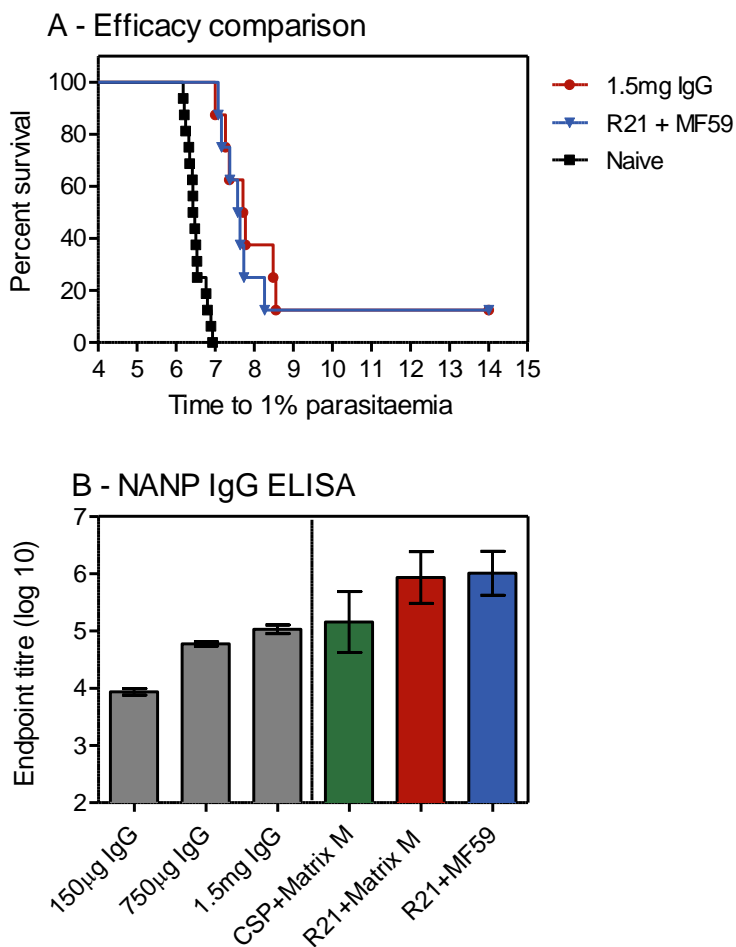 A - Efficacy comparison
100
80
60
40
20
0
Percent survival
4 5 6 7 8 9 10 11 12 13 14 15
Time to 1% parasitaemia
1.5mg IgG
R21 + MF59
Naive
B - NANP IgG ELISA
7
6
5
4
3
2
Endpoint titre (log 10)
150µg IgG
750µg IgG
1.5mg IgG
CSP+Matrix M
R21+Matrix M
R21+MF59